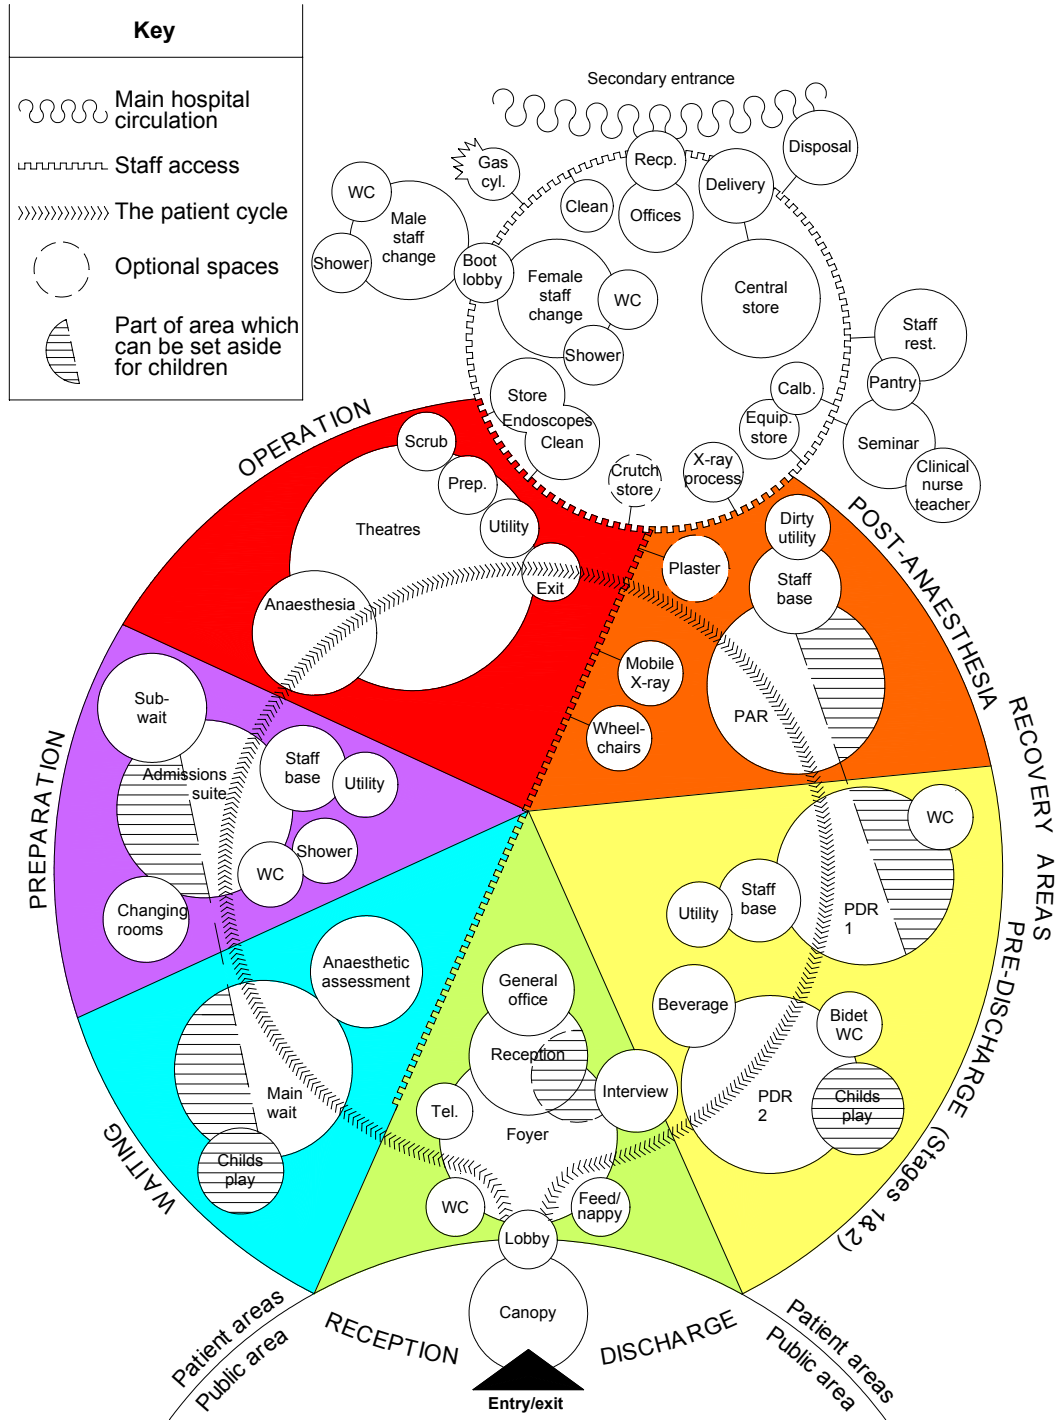 Key
Main hospital
circulation
Staff access
The patient cycle
Optional spaces
Part of area which
can be set aside
for children
Secondary entrance
Disposal
Gas
cyl.
Recp.
Delivery
Clean
Offices
WC
Male
staff
change
Shower
Boot
lobby
Female
staff
change
WC
Shower
Central
store
Staff
rest.
Pantry
Seminar
Clinical
nurse
teacher
Calb.
Equip.
store
Store
Endoscopes
Clean
Crutch
store
X-ray
process
OPERATION
Scrub
Prep.
Utility
Exit
Theatres
Anaesthesia
POST-ANAESTHESIA
Dirty
utility
Staff
base
Plaster
Mobile
X-ray
Wheel-
chairs
PAR
RECOVERY AREAS
PREPARATION
Sub-
wait
Admissions
suite
Staff
base
Utility
Shower
WC
Changing
rooms
PRE-DISCHARGE (Stages 1&2)
WC
PDR
1
Staff
base
Utility
Beverage
Bidet
WC
PDR
2
Childs
play
WAITING
Anaesthetic
assessment
Main
wait
Childs
play
General
office
Reception
Interview
Tel.
Foyer
WC
Feed/
nappy
Lobby
Canopy
RECEPTION
DISCHARGE
Patient areas
Public area
Patient areas
Public area
Entry/exit